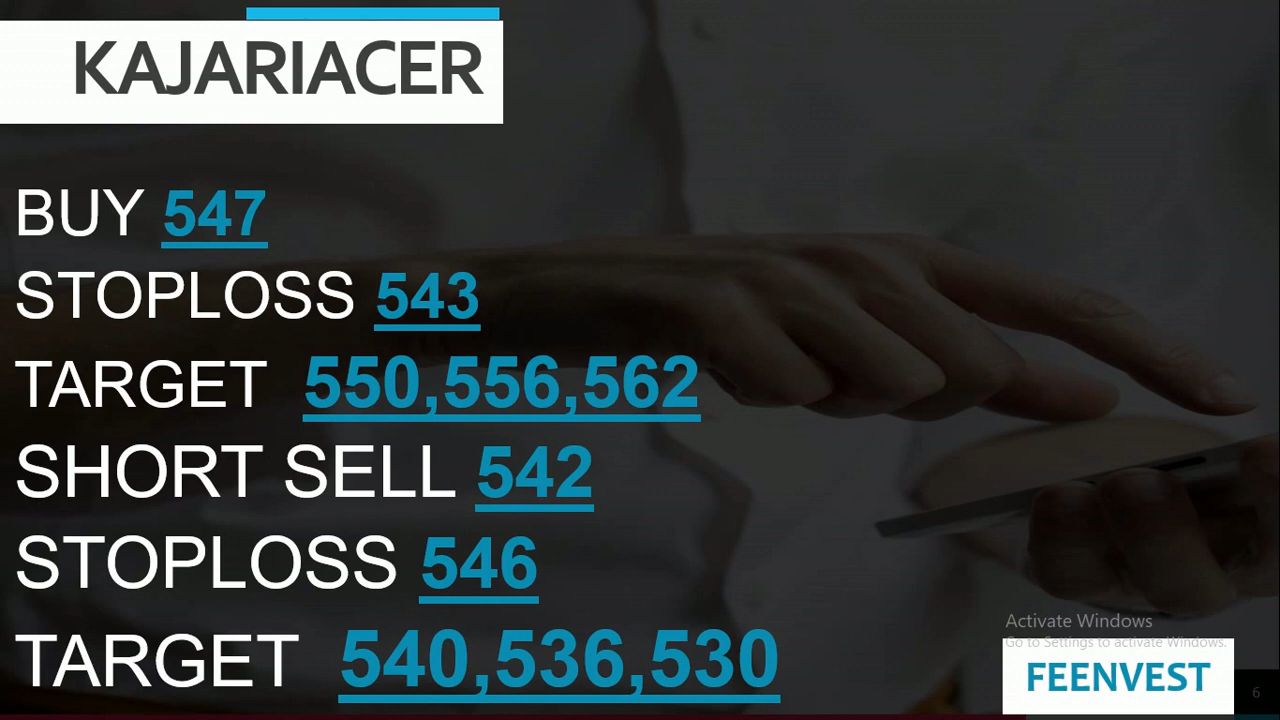 KAJARIACER
BUY 547
STOPLOSS 543
TARGET 550,556,562
SHORT SELL 542
STOPLOSS 546
TARGET 540,536,530
Activate Windows
Go to Settings to activate Windows.
FEENVEST
6